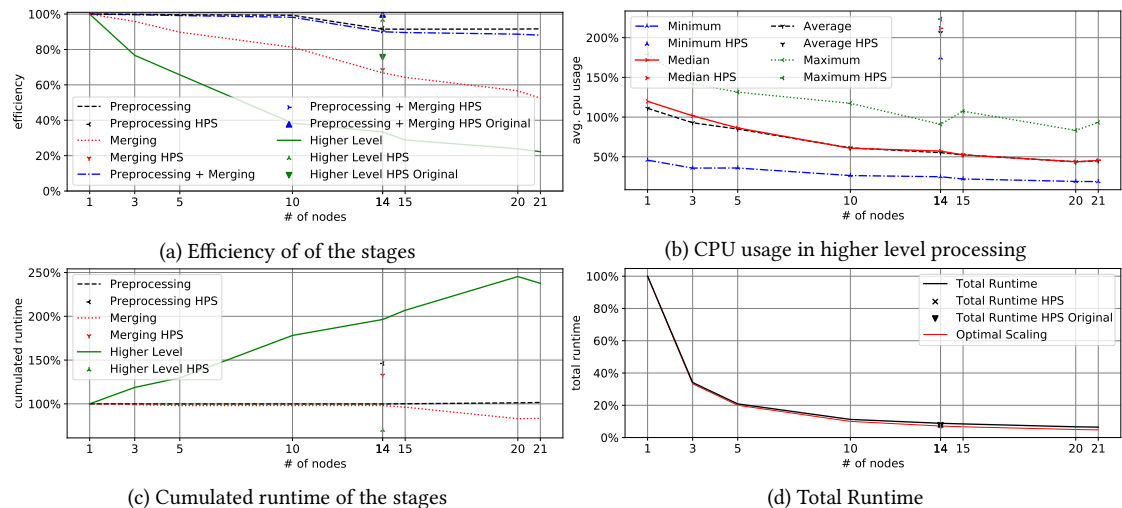 100%
80%
60%
40%
20%
0%
efficiency
Preprocessing
Preprocessing HPS
Merging
Merging HPS
Preprocessing + Merging
Preprocessing + Merging HPS
Preprocessing + Merging HPS Original
Higher Level
Higher Level HPS
Higher Level HPS Original
1 3 5 10 14 15 20 21
# of nodes
(a) Efficiency of of the stages
200%
150%
100%
50%
avg. cpu usage
Minimum
Minimum HPS
Median
Median HPS
Average
Average HPS
Maximum
Maximum HPS
1 3 5 10 14 15 20 21
# of nodes
(b) CPU usage in higher level processing
250%
200%
150%
100%
cumulated runtime
Preprocessing
Preprocessing HPS
Merging
Merging HPS
Higher Level
Higher Level HPS
1 3 5 10 14 15 20 21
# of nodes
(c) Cumulated runtime of the stages
100%
80%
60%
40%
20%
0%
total runtime
Total Runtime
Total Runtime HPS
Total Runtime HPS Original
Optimal Scaling
1 3 5 10 14 15 20 21
# of nodes
(d) Total Runtime